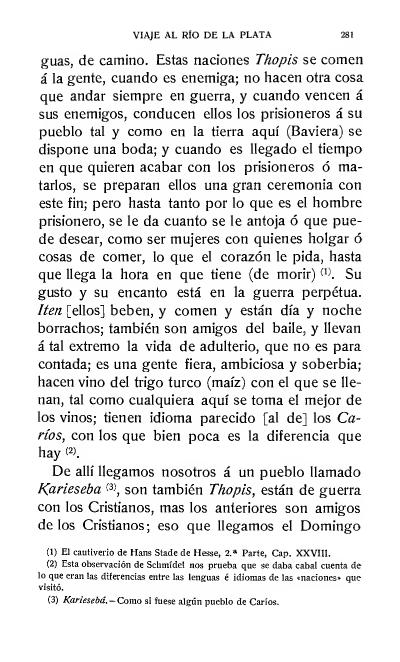 VIAJE AL RÍO DE LA PLATA 281
guas, de camino. Estas naciones Thopis se comen
á la gente, cuando es enemiga; no hacen otra cosa
que andar siempre en guerra, y cuando vencen á
sus enemigos, conducen ellos los prisioneros á su
pueblo tal y como en la tierra aquí (Baviera) se
dispone una boda; y cuando es llegado el tiempo
en que quieren acabar con los prisioneros ó ma-
tarlos, se preparan ellos una gran ceremonia con
este fin; pero hasta tanto por lo que es el hombre
prisionero, se le da cuanto se le antoja ó que pue-
de desear, como ser mujeres con quienes holgar ó
cosas de comer, lo que el corazón le pida, hasta
que llega la hora en que tiene (de morir) (1). Su
gusto y su encanto está en la guerra perpétua.
Iten [ellos] beben, y comen y están día y noche
borrachos; también son amigos del baile, y llevan
á tal extremo la vida de adulterio, que no es para
contada; es una gente fiera, ambiciosa y soberbia;
hacen vino del trigo turco (maíz) con el que se lle-
nan, tal como cualquiera aquí se toma el mejor de
los vinos; tienen idioma parecido [al de] los Ca-
ríos, con los que bien poca es la diferencia que
hay (2).
De allí llegamos nosotros á un pueblo llamado
Karieseba (3), son también Thopis, están de guerra
con los Cristianos, mas los anteriores son amigos
de los Cristianos; eso que llegamos el Domingo
(1) El cautiverio de Hans Stade de Hesse, 2.ª Parte, Cap. XXVIII.
(2) Esta observación de Schmídel nos prueba que se daba cabal cuenta de
lo que eran las diferencias entre las lenguas é idiomas de las «naciones» que
visitó.
(3) Kariesebá.—Como si fuese algún pueblo de Caríos.